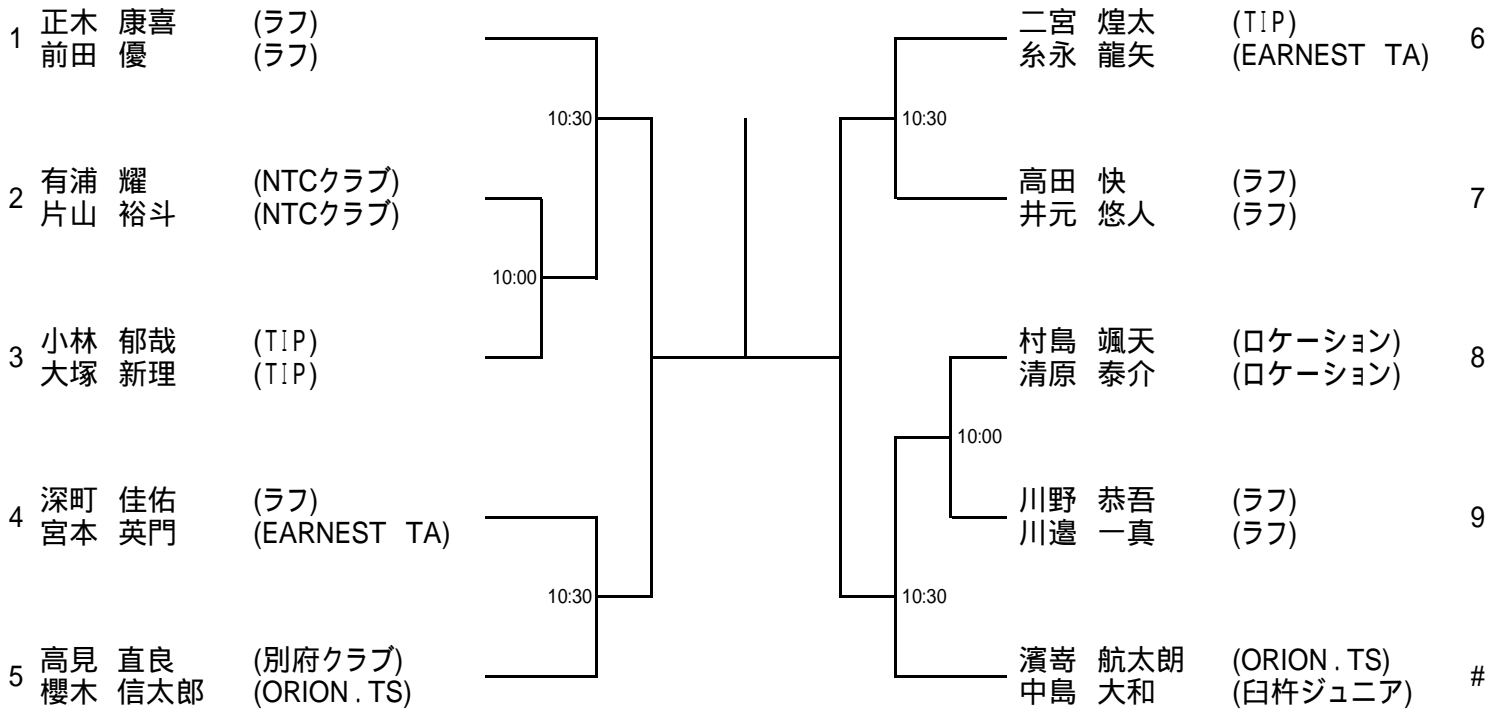 1 正木 康喜 (ラフ)
前田 優 (ラフ)
10:30
2 有浦 耀 (NTCクラブ)
片山 裕斗 (NTCクラブ)
10:00
3 小林 郁哉 (TIP)
大塚 新理 (TIP)
4 深町 佳佑 (ラフ)
宮本 英門 (EARNEST TA)
10:30
5 高見 直良 (別府クラブ)
櫻木 信太郎 (ORION.TS)
二宮 煌太 (TIP) 6
糸永 龍矢 (EARNEST TA)
10:30
高田 快 (ラフ) 7
井元 悠人 (ラフ)
村島 颯天 (ロケーション) 8
清原 泰介 (ロケーション)
10:00
川野 恭吾 (ラフ) 9
川邉 一真 (ラフ)
10:30
濱嵜 航太朗 (ORION.TS) #
中島 大和 (臼杵ジュニア)